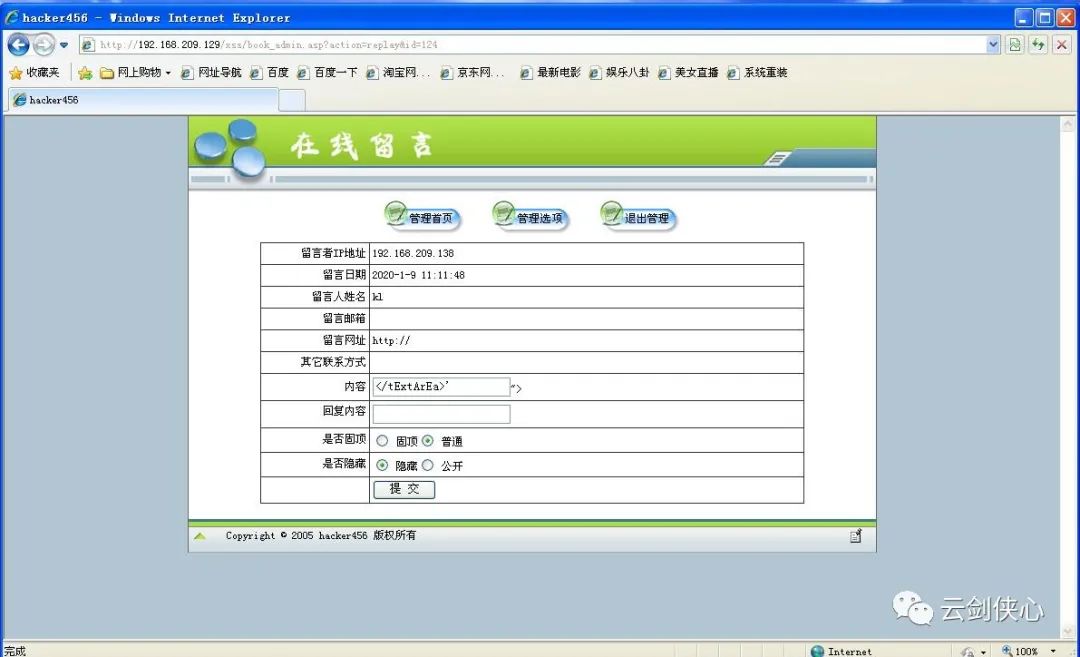 hacker456 - Windows Internet Explorer
http://192.168.209.129/xss/book_admin.asp?action=replay&id=124
收藏夹 网上购物 网址导航 百度 百度一下 淘宝网... 京东网... 最新电影 娱乐八卦 美女直播 系统重装
hacker456
在线留言
管理首页 管理选项 退出管理
留言者IP地址 192.168.209.138
留言日期 2020-1-9 11:11:48
留言人姓名 kl
留言邮箱
留言网址 http://
其它联系方式
内容 </tExtArEa>' ">
回复内容
是否固顶 固顶 普通
是否隐藏 隐藏 公开
提 交
Copyright © 2005 hacker456 版权所有
云剑侠心
完成 Internet 100%